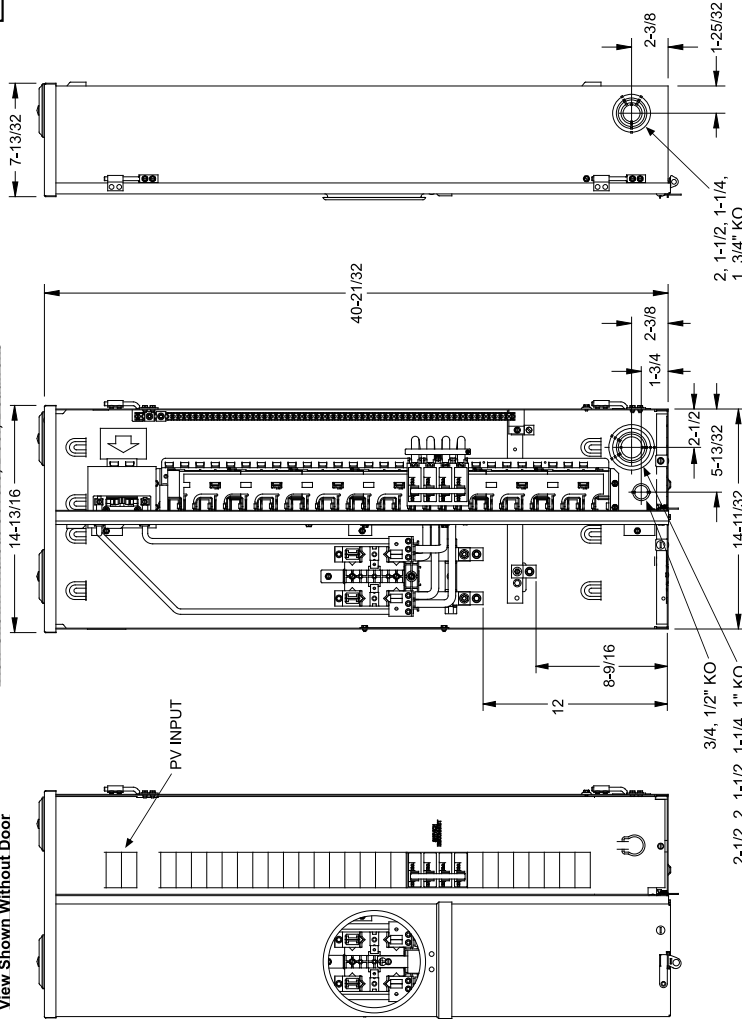 View Shown Without Door
PV INPUT
14-13/16
40-21/32
12
8-9/16
1-3/4
2-3/8
2-1/2
5-13/32
14-11/32
3/4, 1/2" KO
2-1/2, 2, 1-1/2, 1-1/4, 1" KO
7-13/32
2-3/8
1-25/32
2, 1-1/2, 1-1/4,
1, 3/4" KO